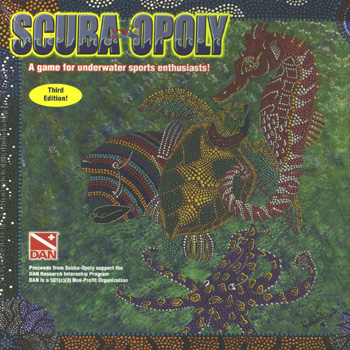 SCUBA-OPOLY
A game for underwater sports enthusiasts!
Third
Edition!
DAN
Proceeds from Scuba-Opoly support the
DAN Research Internship Program
DAN is a 501(c)(3) Non-Profit Organization